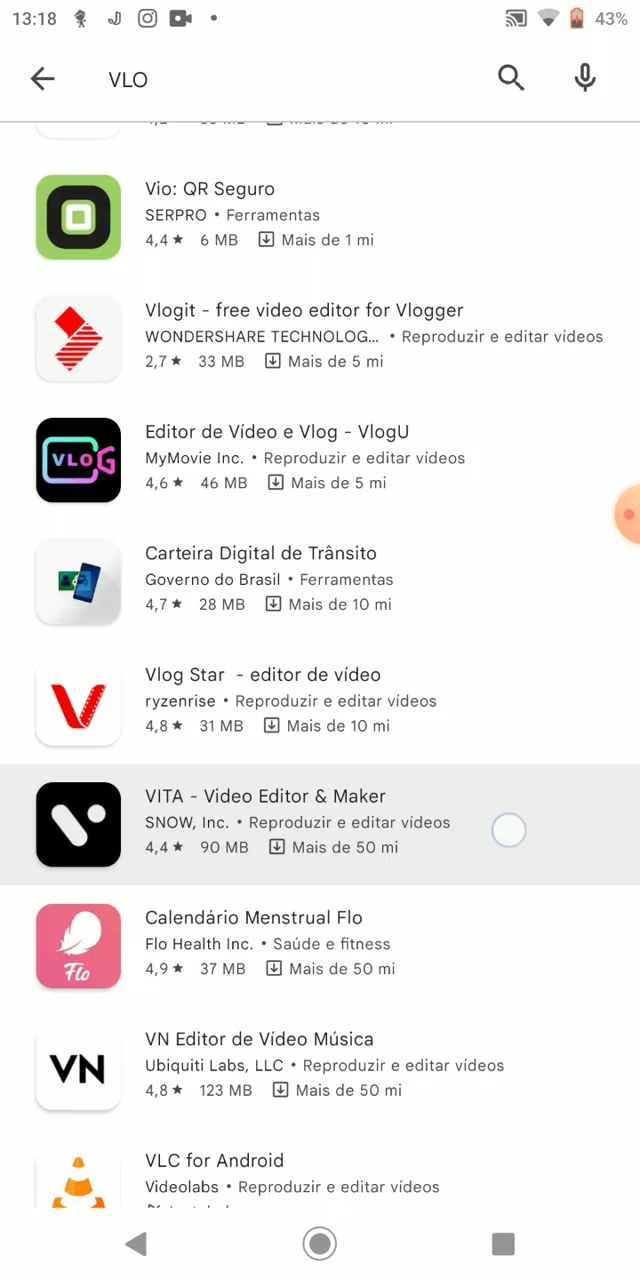 13:18
43%
VLO
Vio: QR Seguro
SERPRO • Ferramentas
4,4 ★ 6 MB Mais de 1 mi
Vlogit - free video editor for Vlogger
WONDERSHARE TECHNOLOG... • Reproduzir e editar vídeos
2,7 ★ 33 MB Mais de 5 mi
VLOG
Editor de Vídeo e Vlog - VlogU
MyMovie Inc. • Reproduzir e editar vídeos
4,6 ★ 46 MB Mais de 5 mi
Carteira Digital de Trânsito
Governo do Brasil • Ferramentas
4,7 ★ 28 MB Mais de 10 mi
Vlog Star - editor de vídeo
ryzenrise • Reproduzir e editar vídeos
4,8 ★ 31 MB Mais de 10 mi
VITA - Video Editor & Maker
SNOW, Inc. • Reproduzir e editar vídeos
4,4 ★ 90 MB Mais de 50 mi
Flo
Calendário Menstrual Flo
Flo Health Inc. • Saúde e fitness
4,9 ★ 37 MB Mais de 50 mi
VN
VN Editor de Vídeo Música
Ubiquiti Labs, LLC • Reproduzir e editar vídeos
4,8 ★ 123 MB Mais de 50 mi
VLC for Android
Videolabs • Reproduzir e editar vídeos